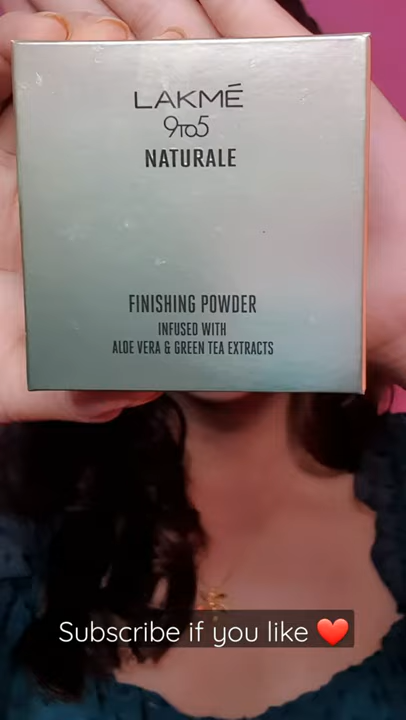 LAKMÉ
9TO5
NATURALE
FINISHING POWDER
INFUSED WITH
ALOE VERA & GREEN TEA EXTRACTS
Subscribe if you like ❤️